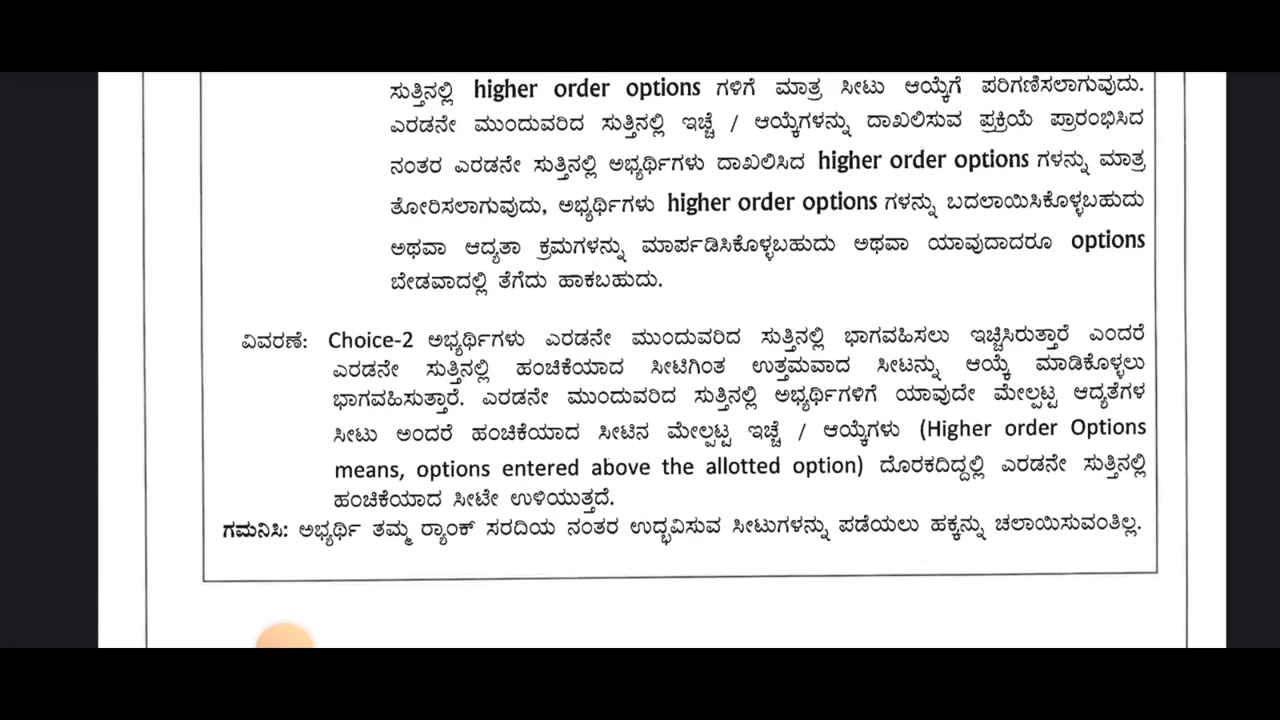 ಸುತ್ತಿನಲ್ಲಿ higher order options ಗಳಿಗೆ ಮಾತ್ರ ಸೀಟು ಆಯ್ಕೆಗೆ ಪರಿಗಣಿಸಲಾಗುವುದು.
ಎರಡನೇ ಮುಂದುವರಿದ ಸುತ್ತಿನಲ್ಲಿ ಇಚ್ಛೆ / ಆಯ್ಕೆಗಳನ್ನು ದಾಖಲಿಸುವ ಪ್ರಕ್ರಿಯೆ ಪ್ರಾರಂಭಿಸಿದ
ನಂತರ ಎರಡನೇ ಸುತ್ತಿನಲ್ಲಿ ಅಭ್ಯರ್ಥಿಗಳು ದಾಖಲಿಸಿದ higher order options ಗಳನ್ನು ಮಾತ್ರ
ತೋರಿಸಲಾಗುವುದು, ಅಭ್ಯರ್ಥಿಗಳು higher order options ಗಳನ್ನು ಬದಲಾಯಿಸಿಕೊಳ್ಳಬಹುದು
ಅಥವಾ ಆದ್ಯತಾ ಕ್ರಮಗಳನ್ನು ಮಾರ್ಪಡಿಸಿಕೊಳ್ಳಬಹುದು ಅಥವಾ ಯಾವುದಾದರೂ options
ಬೇಡವಾದಲ್ಲಿ ತೆಗೆದು ಹಾಕಬಹುದು.
ವಿವರಣೆ: Choice-2 ಅಭ್ಯರ್ಥಿಗಳು ಎರಡನೇ ಮುಂದುವರಿದ ಸುತ್ತಿನಲ್ಲಿ ಭಾಗವಹಿಸಲು ಇಚ್ಛಿಸಿರುತ್ತಾರೆ ಎಂದರೆ
ಎರಡನೇ ಸುತ್ತಿನಲ್ಲಿ ಹಂಚಿಕೆಯಾದ ಸೀಟಿಗಿಂತ ಉತ್ತಮವಾದ ಸೀಟನ್ನು ಆಯ್ಕೆ ಮಾಡಿಕೊಳ್ಳಲು
ಭಾಗವಹಿಸುತ್ತಾರೆ. ಎರಡನೇ ಮುಂದುವರಿದ ಸುತ್ತಿನಲ್ಲಿ ಅಭ್ಯರ್ಥಿಗಳಿಗೆ ಯಾವುದೇ ಮೇಲ್ಪಟ್ಟ ಆದ್ಯತೆಗಳ
ಸೀಟು ಅಂದರೆ ಹಂಚಿಕೆಯಾದ ಸೀಟಿನ ಮೇಲ್ಪಟ್ಟ ಇಚ್ಛೆ / ಆಯ್ಕೆಗಳು (Higher order Options
means, options entered above the allotted option) ದೊರಕದಿದ್ದಲ್ಲಿ ಎರಡನೇ ಸುತ್ತಿನಲ್ಲಿ
ಹಂಚಿಕೆಯಾದ ಸೀಟೇ ಉಳಿಯುತ್ತದೆ.
ಗಮನಿಸಿ: ಅಭ್ಯರ್ಥಿ ತಮ್ಮ ರ‍್ಯಾಂಕ್ ಸರದಿಯ ನಂತರ ಉದ್ಭವಿಸುವ ಸೀಟುಗಳನ್ನು ಪಡೆಯಲು ಹಕ್ಕನ್ನು ಚಲಾಯಿಸುವಂತಿಲ್ಲ.